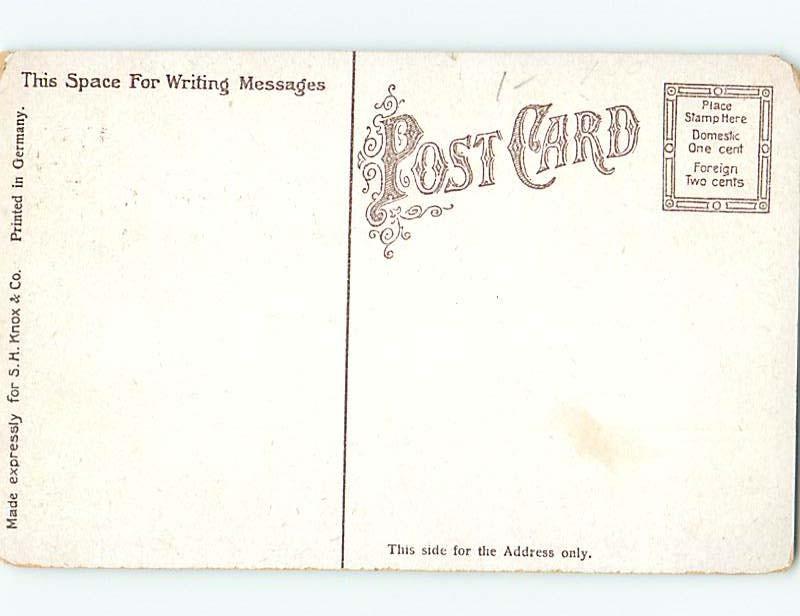 This Space For Writing Messages
Made expressly for S.H. Knox & Co. Printed in Germany.
POST CARD
Place
Stamp Here
Domestic
One cent
Foreign
Two cents
This side for the Address only.
1-